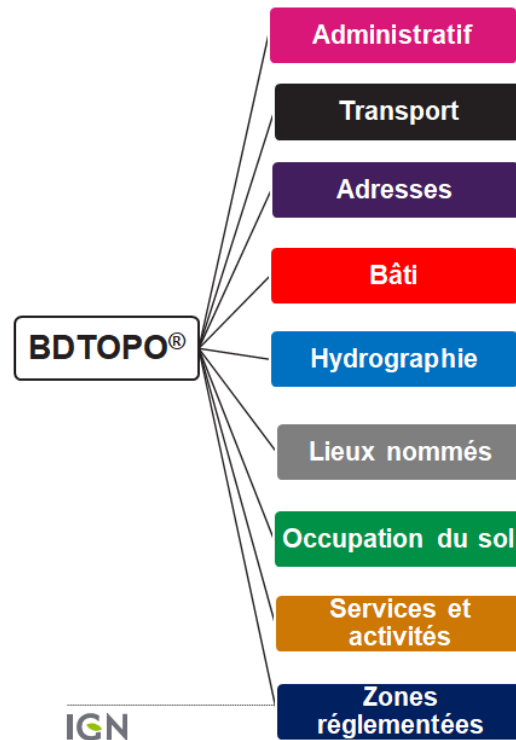 Administratif
Transport
Adresses
Bâti
BDTOPO®
Hydrographie
Lieux nommés
Occupation du sol
Services et
activités
Zones
réglementées
IGN